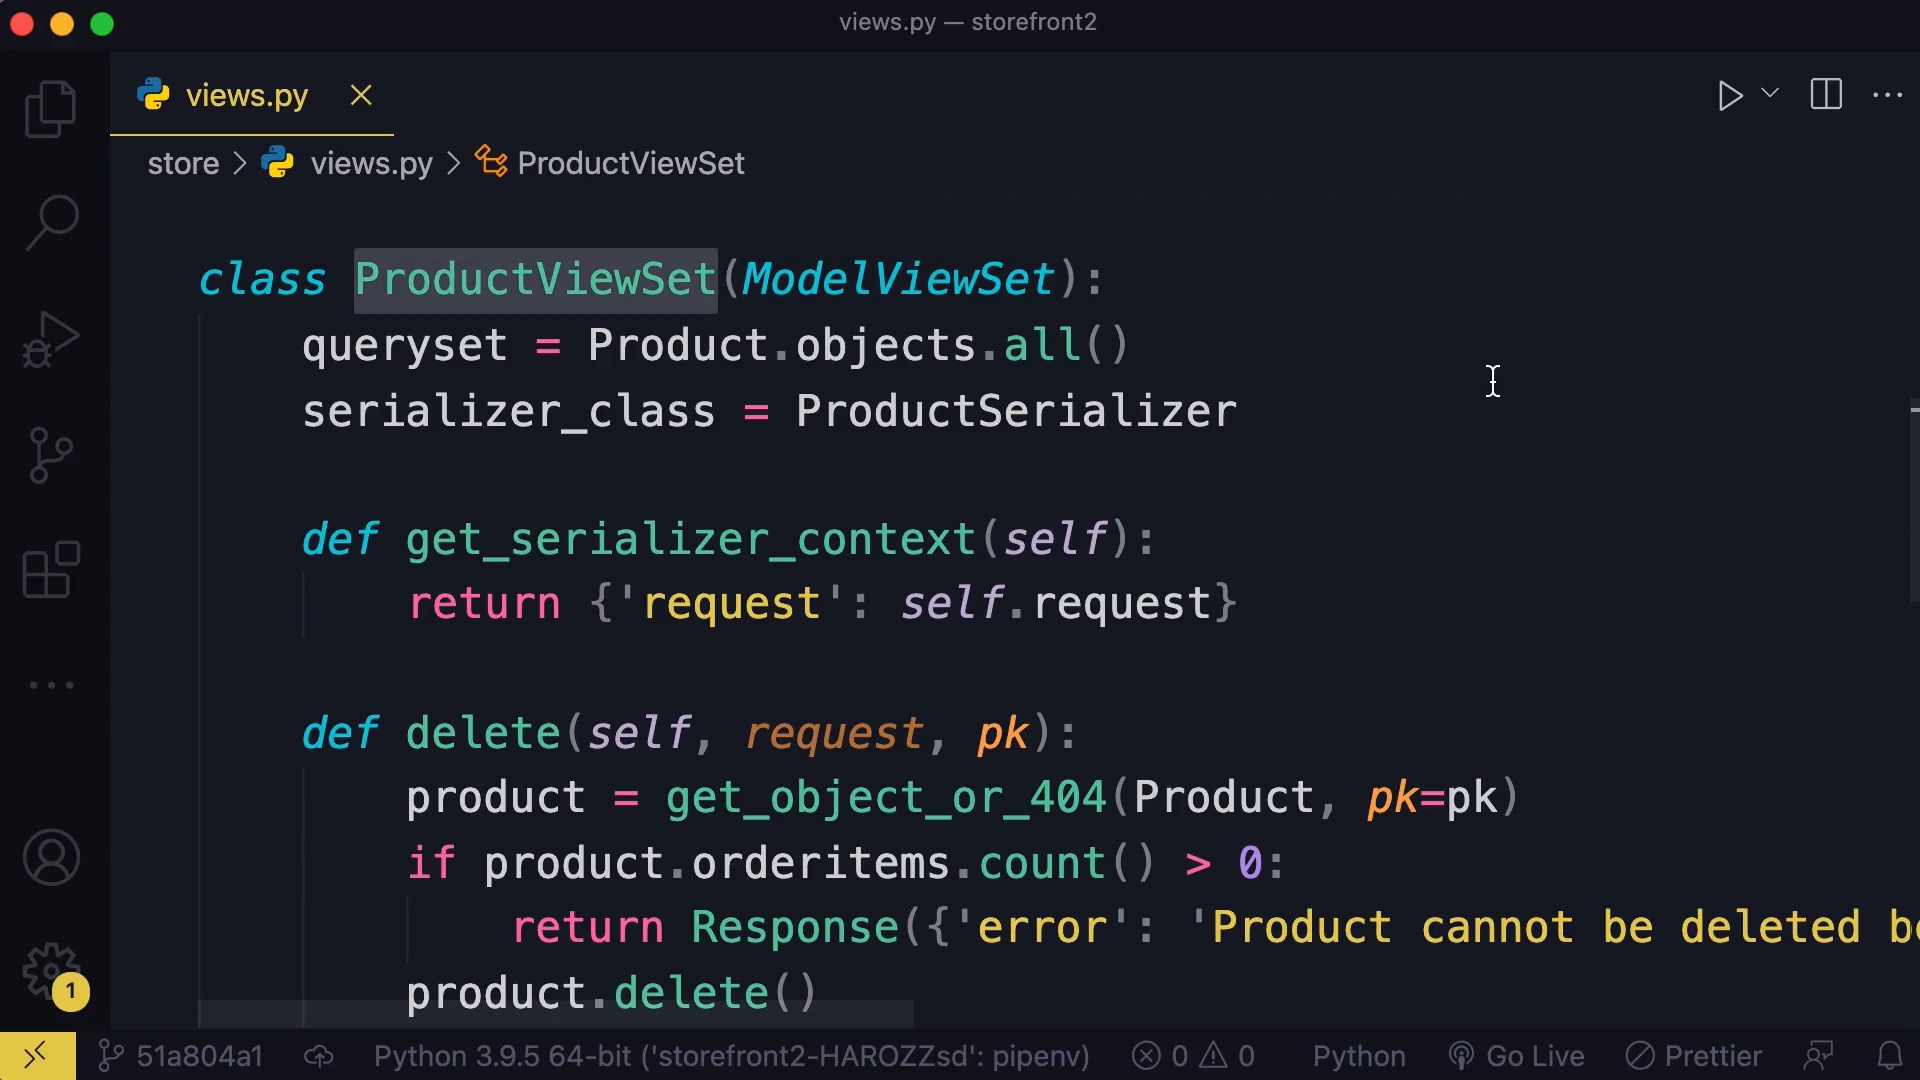 views.py — storefront2
views.py
store > views.py > ProductViewSet
class ProductViewSet(ModelViewSet):
queryset = Product.objects.all()
serializer_class = ProductSerializer
def get_serializer_context(self):
return {'request': self.request}
def delete(self, request, pk):
product = get_object_or_404(Product, pk=pk)
if product.orderitems.count() > 0:
return Response({'error': 'Product cannot be deleted be
product.delete()
1
51a804a1 Python 3.9.5 64-bit ('storefront2-HAROZZsd': pipenv) 0 0 Python Go Live Prettier